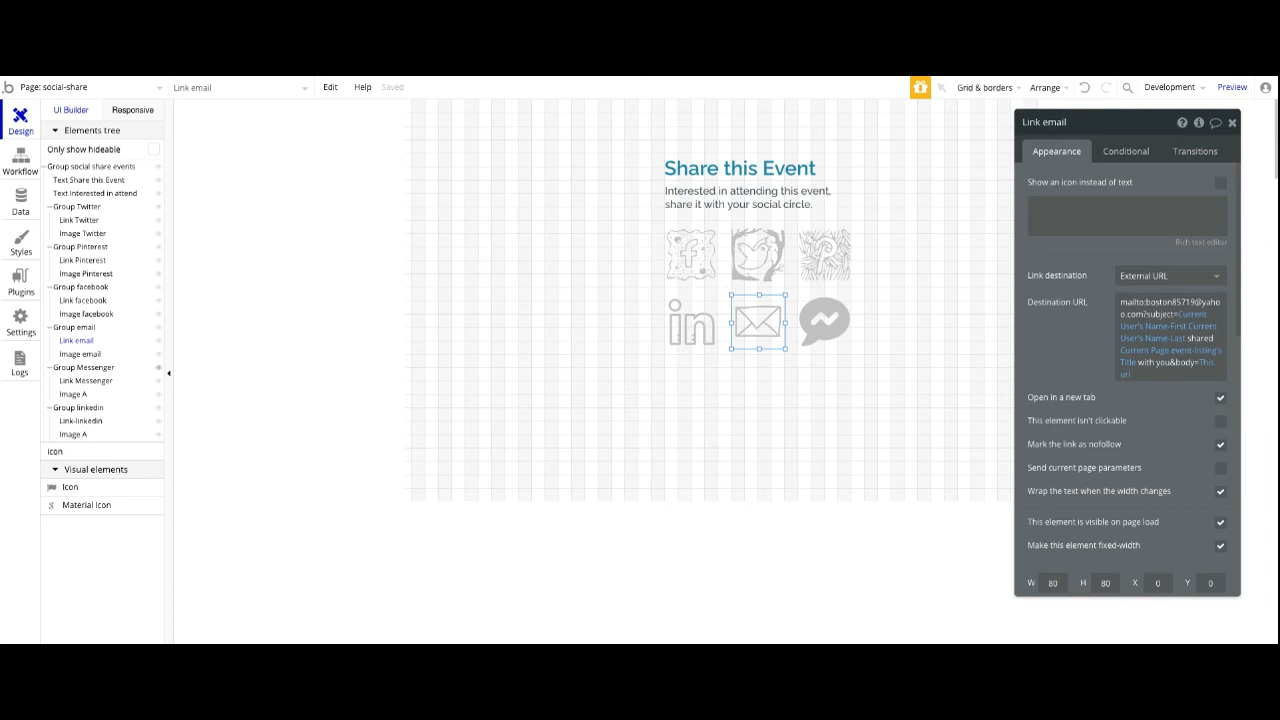 Page: social-share
Link email
Edit
Help
Saved
Grid & borders
Arrange
Development
Preview
Design
Workflow
Data
Styles
Plugins
Settings
Logs
UI Builder
Responsive
Elements tree
Only show hideable
Group social share events
Text Share this Event
Text Interested in attend
Group Twitter
Link Twitter
Image Twitter
Group Pinterest
Link Pinterest
Image Pinterest
Group facebook
Link facebook
Image facebook
Group email
Link email
Image email
Group Messenger
Link Messenger
Image A
Group linkedin
Link-linkedin
Image A
icon
Visual elements
Icon
Material Icon
Share this Event
Interested in attending this event,
share it with your social circle.
in
Link email
Appearance
Conditional
Transitions
Show an icon instead of text
Rich text editor
Link destination
External URL
Destination URL
mailto:boston85719@yaho
o.com?subject=Current
User's Name-First Current
User's Name-Last shared
Current Page event-listing's
Title with you&body=This
url
Open in a new tab
This element isn't clickable
Mark the link as nofollow
Send current page parameters
Wrap the text when the width changes
This element is visible on page load
Make this element fixed-width
W 80 H 80 X 0 Y 0